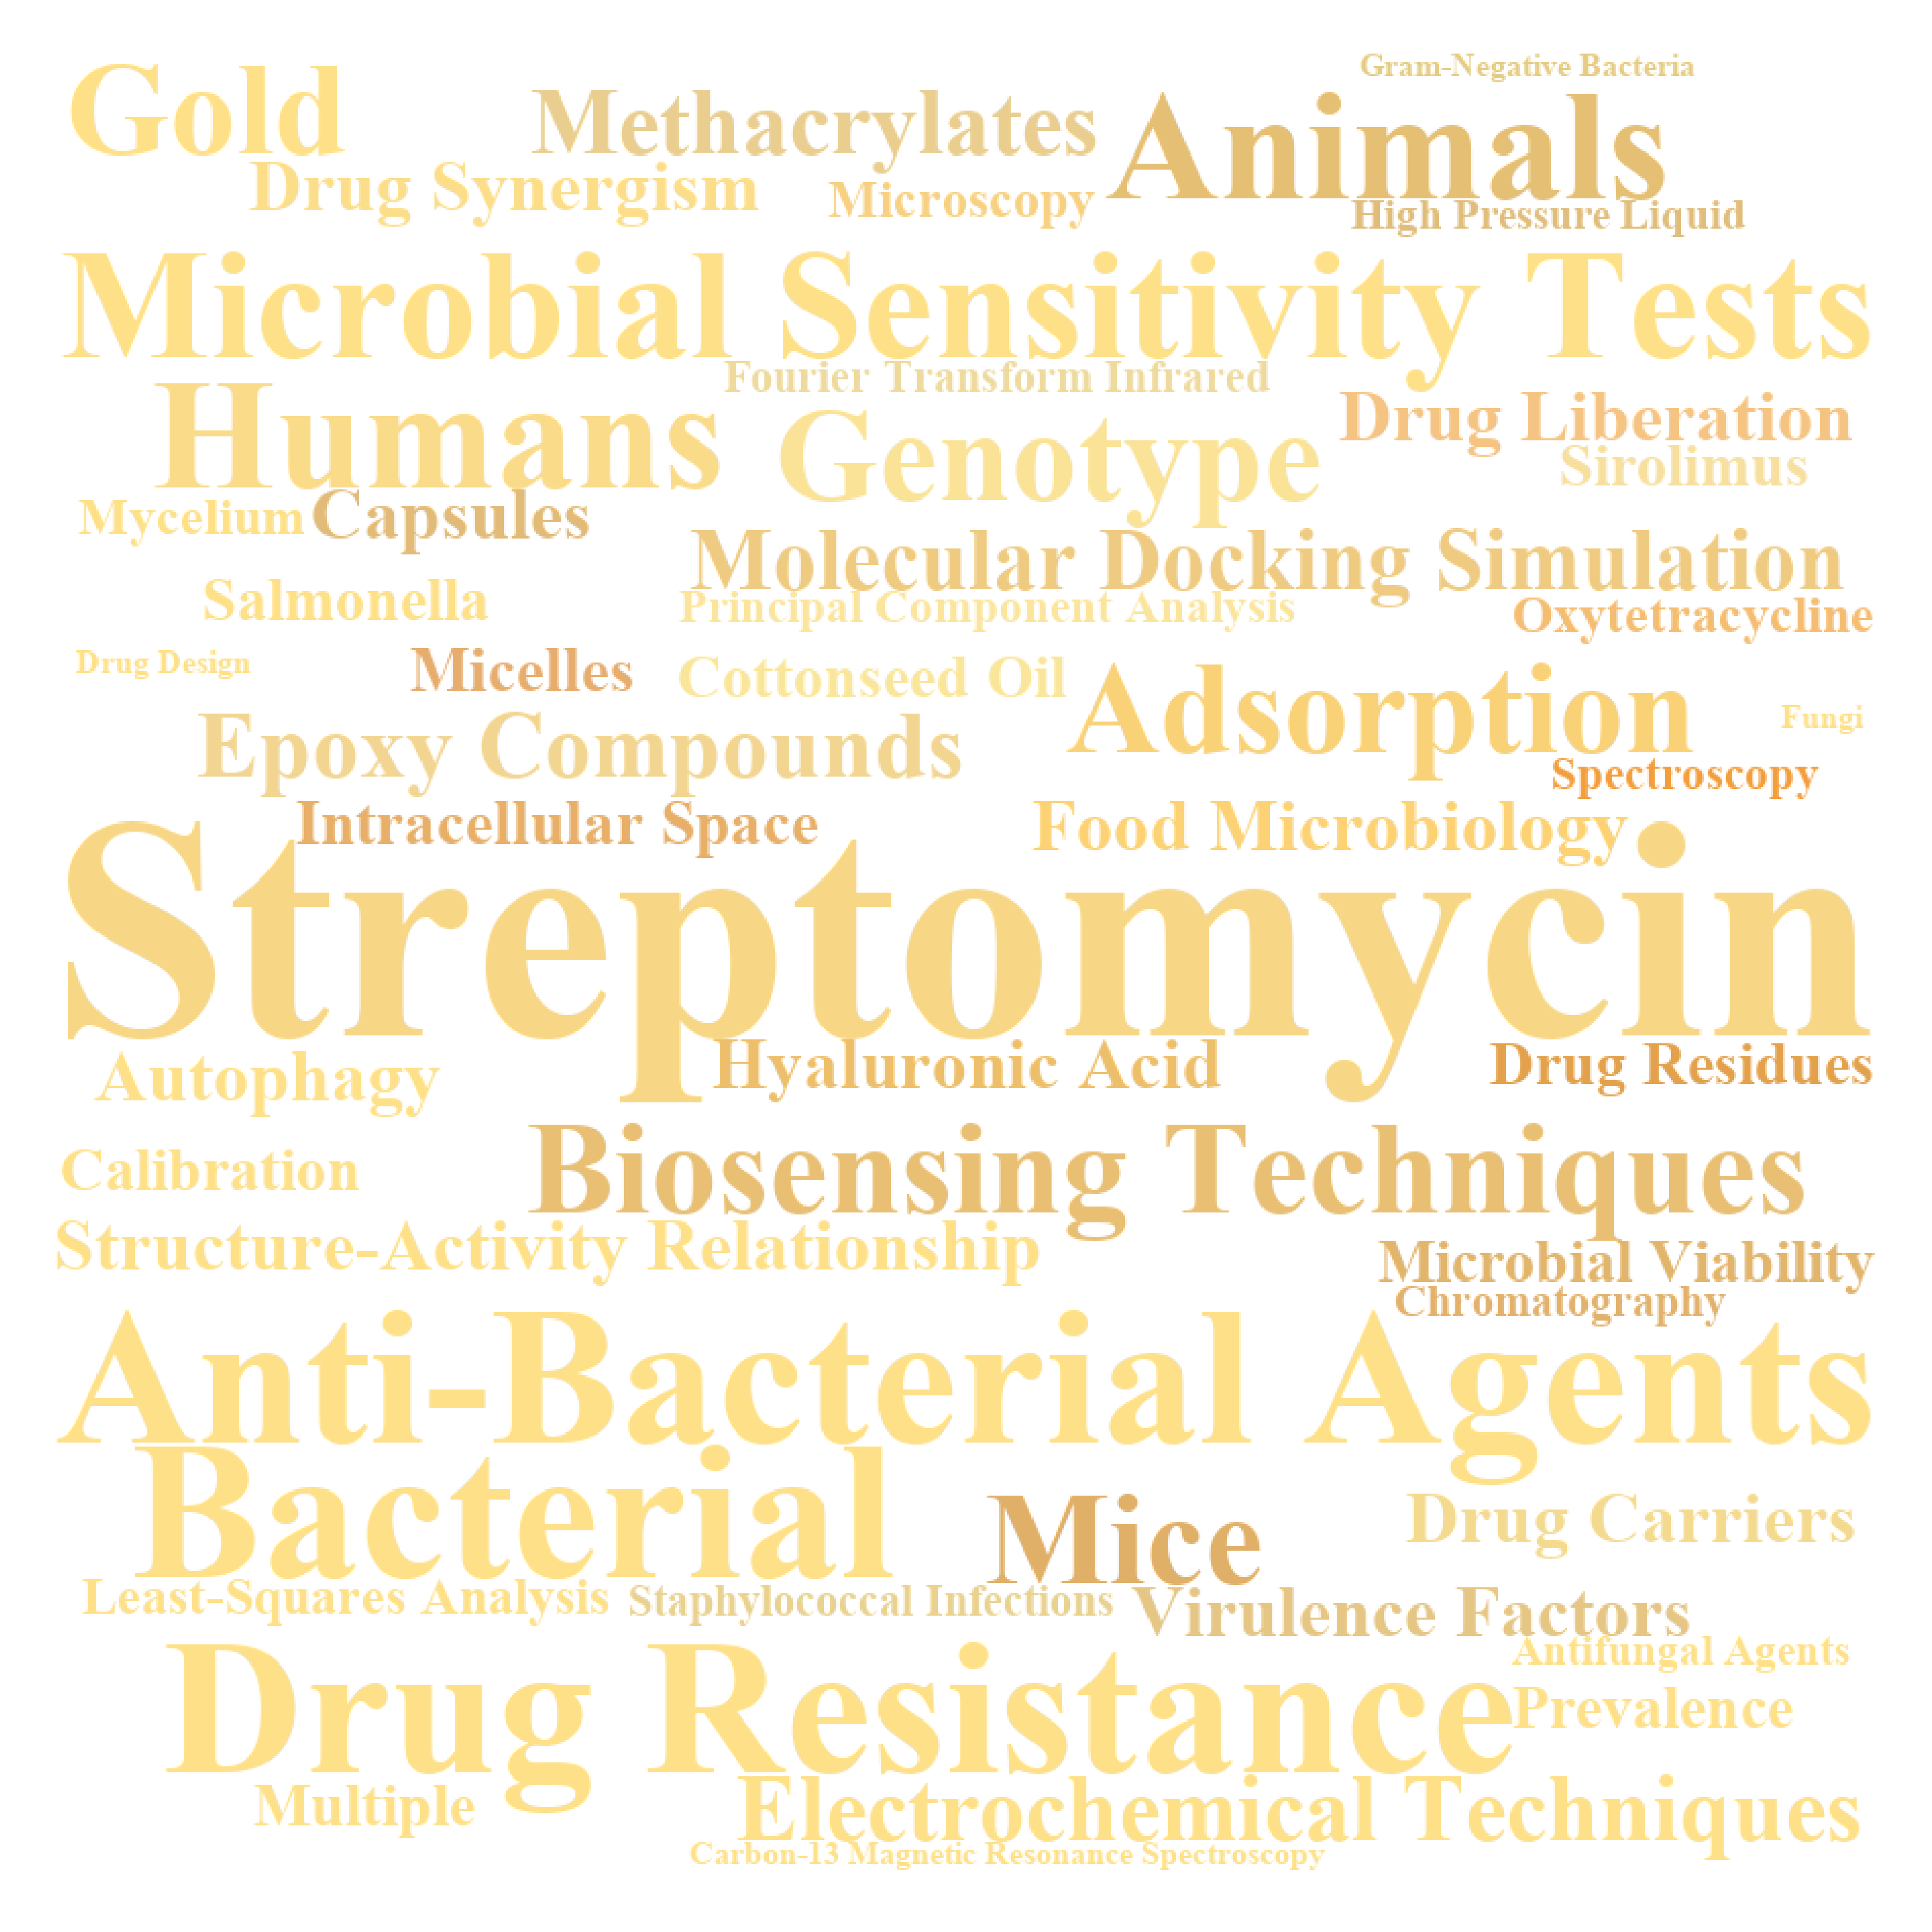 Gram-Negative Bacteria
Gold
Methacrylates
Animals
Drug Synergism
Microscopy
High Pressure Liquid
Microbial Sensitivity Tests
Fourier Transform Infrared
Humans
Genotype
Drug Liberation
Sirolimus
Mycelium
Capsules
Molecular Docking Simulation
Salmonella
Principal Component Analysis
Oxytetracycline
Drug Design
Micelles
Cottonseed Oil
Adsorption
Fungi
Epoxy Compounds
Spectroscopy
Intracellular Space
Food Microbiology
Streptomycin
Autophagy
Hyaluronic Acid
Drug Residues
Calibration
Biosensing Techniques
Structure-Activity Relationship
Microbial Viability
Chromatography
Anti-Bacterial Agents
Bacterial
Mice
Drug Carriers
Least-Squares Analysis
Staphylococcal Infections
Virulence Factors
Antifungal Agents
Drug Resistance
Prevalence
Multiple
Electrochemical Techniques
Carbon-13 Magnetic Resonance Spectroscopy